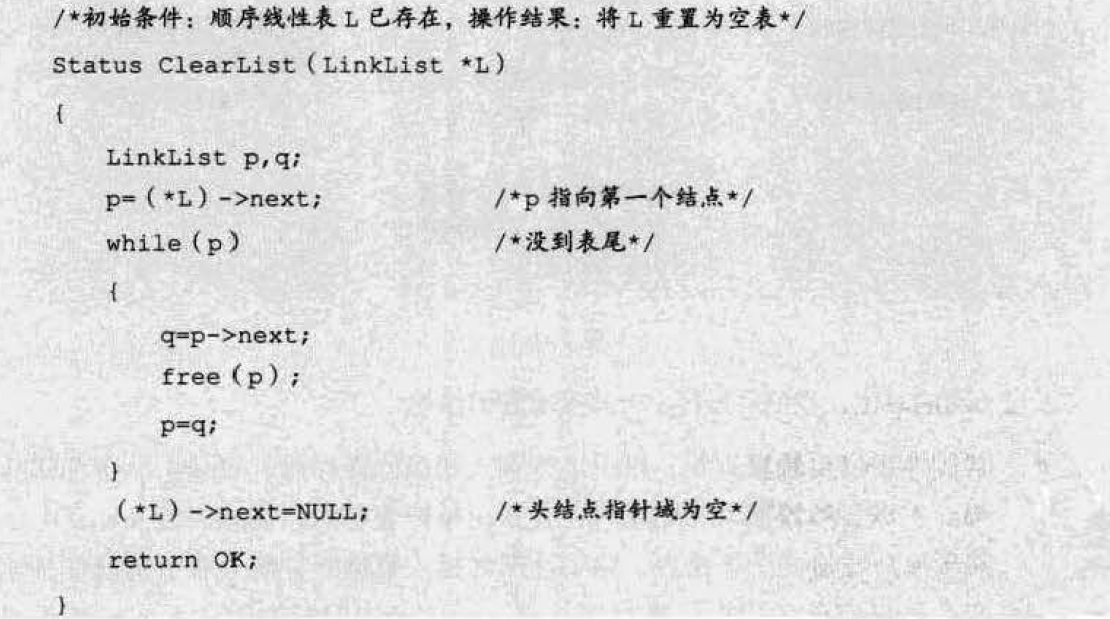 /*初始条件：顺序线性表 L 已存在，操作结果：将 L 重置为空表*/
Status ClearList(LinkList *L)
{
LinkList p,q;
p=(*L)->next; /*p 指向第一个结点*/
while(p) /*没到表尾*/
{
q=p->next;
free(p);
p=q;
}
(*L)->next=NULL; /*头结点指针域为空*/
return OK;
}